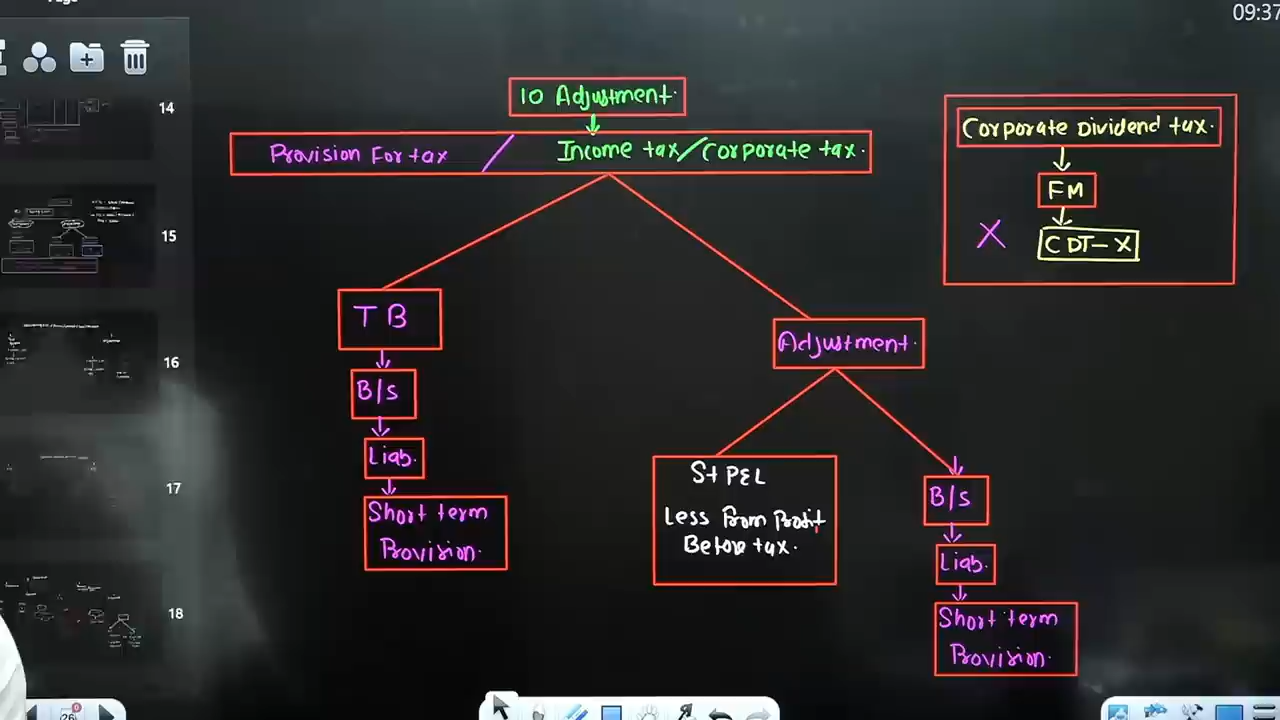 09:37
14
15
16
17
18
10 Adjustment.
Provision For tax / Income tax/Corporate tax.
Corporate Dividend tax.
FM
X CDT-X
TB
B/s
Liab.
Short term
Provision.
Adjustment.
St P&L
Less From Profit
Before tax.
B/s
Liab.
Short term
Provision.
26